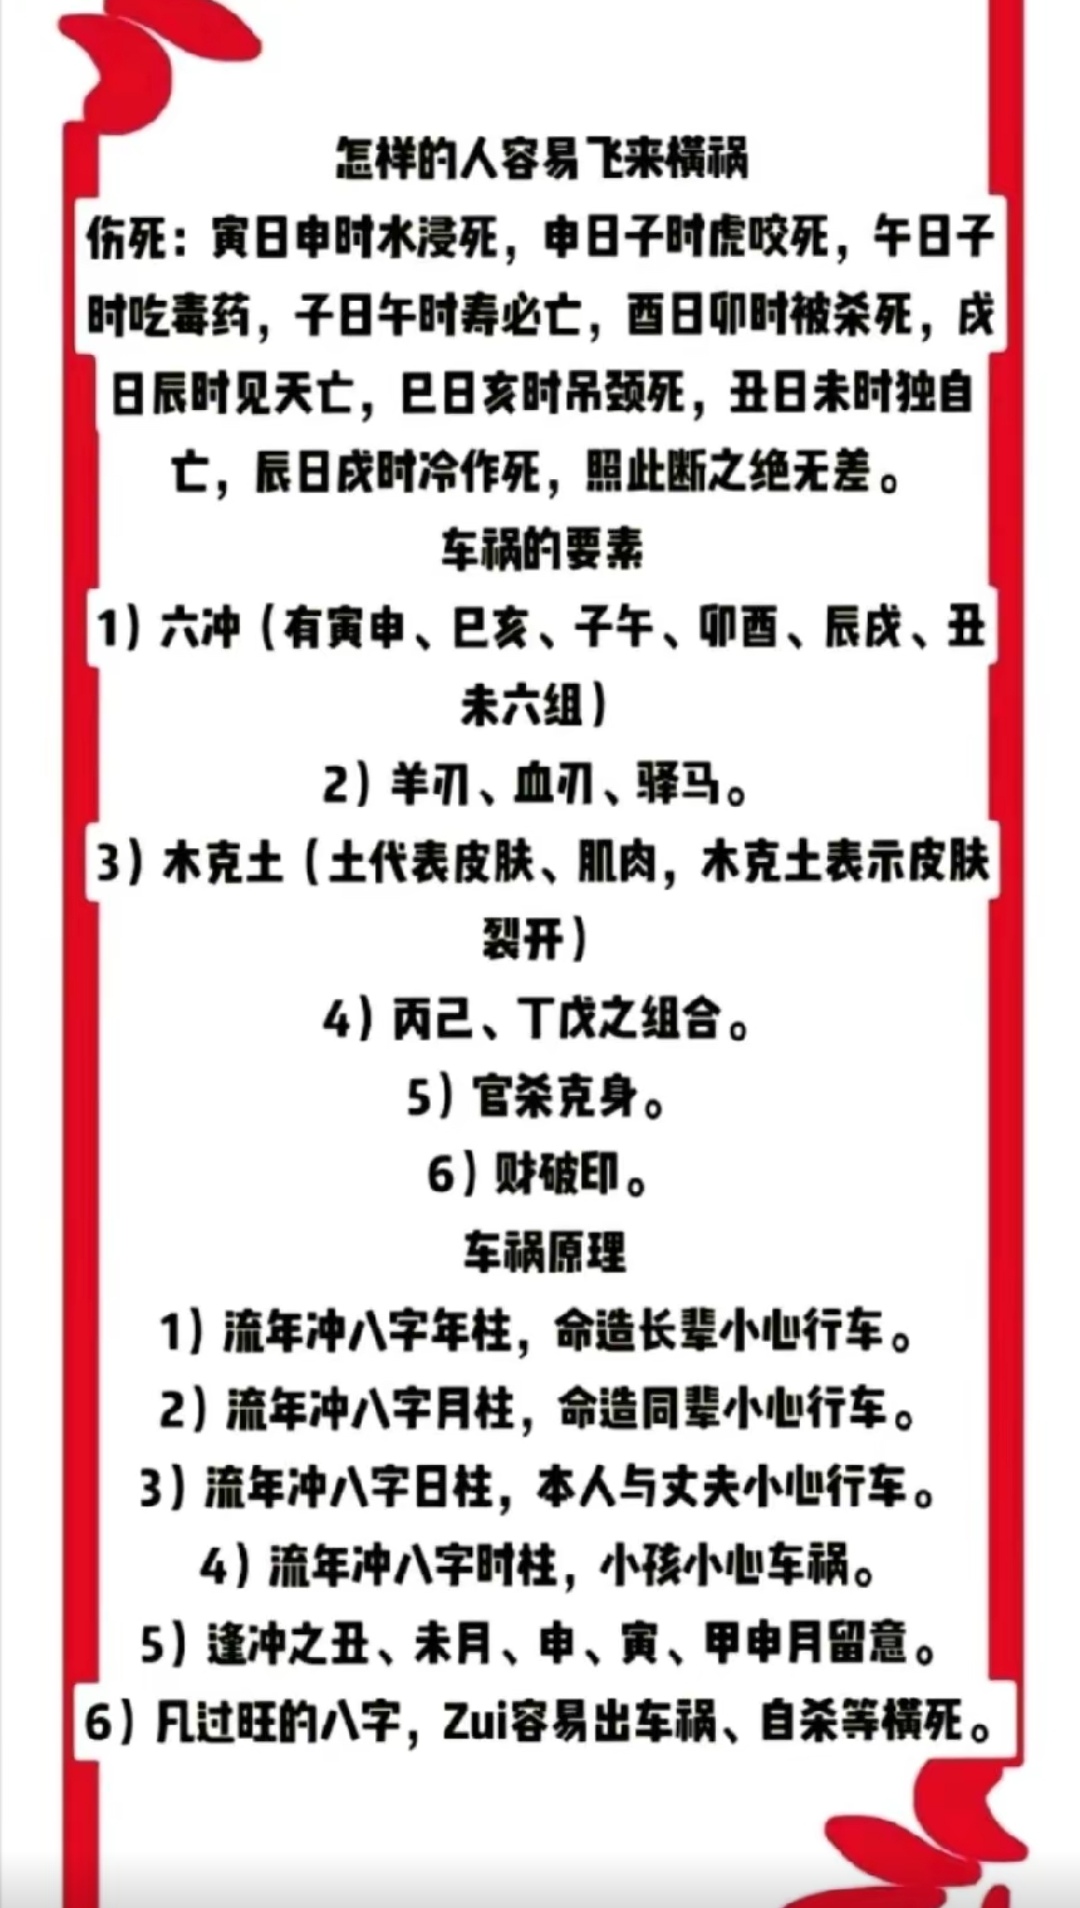 怎样的人容易飞来横祸
伤死：寅日申时水浸死，申日子时虎咬死，午日子
时吃毒药，子日午时寿必亡，酉日卯时被杀死，戌
日辰时见天亡，巳日亥时吊颈死，丑日未时独自
亡，辰日戌时冷作死，照此断之绝无差。
车祸的要素
1）六冲（有寅申、巳亥、子午、卯酉、辰戌、丑
未六组）
2）羊刃、血刃、驿马。
3）木克土（土代表皮肤、肌肉，木克土表示皮肤
裂开）
4）丙己、丁戊之组合。
5）官杀克身。
6）财破印。
车祸原理
1）流年冲八字年柱，命造长辈小心行车。
2）流年冲八字月柱，命造同辈小心行车。
3）流年冲八字日柱，本人与丈夫小心行车。
4）流年冲八字时柱，小孩小心车祸。
5）逢冲之丑、未月、申、寅、甲申月留意。
6）凡过旺的八字，Zui容易出车祸、自杀等横死。